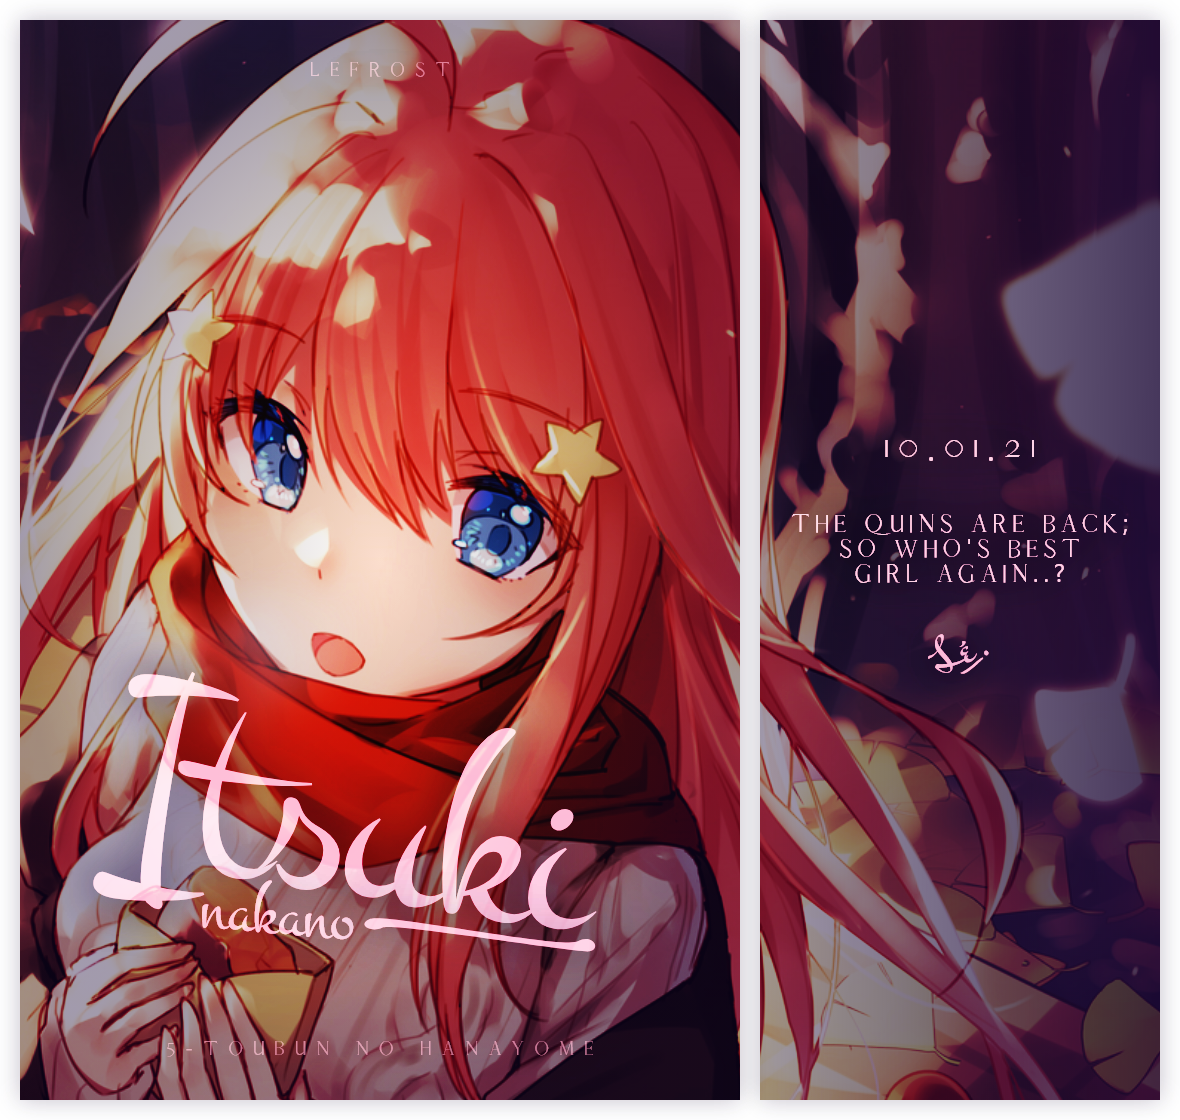 LEFROST
Itsuki
nakano
5-TOUBUN NO HANAYOME
10.01.21
THE QUINS ARE BACK;
SO WHO'S BEST
GIRL AGAIN..?